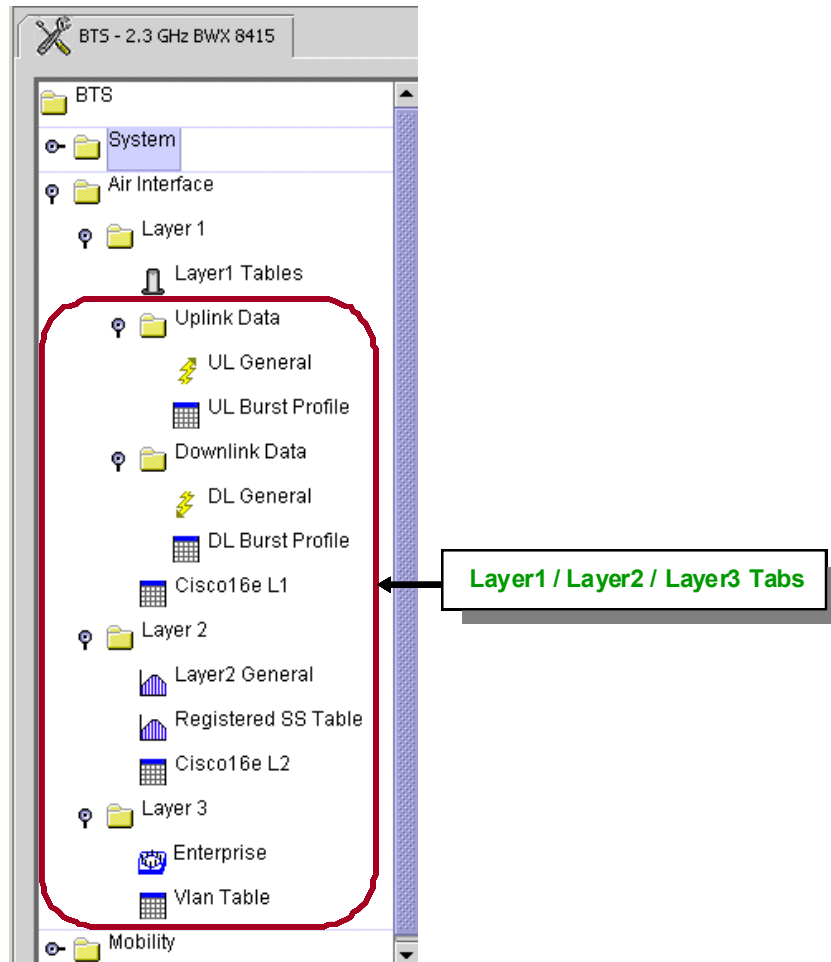 BTS - 2.3 GHz BWX 8415
BTS
System
Air Interface
Layer 1
Layer1 Tables
Uplink Data
UL General
UL Burst Profile
Downlink Data
DL General
DL Burst Profile
Cisco16e L1
Layer1 / Layer2 / Layer3 Tabs
Layer 2
Layer2 General
Registered SS Table
Cisco16e L2
Layer 3
Enterprise
Vlan Table
Mobility